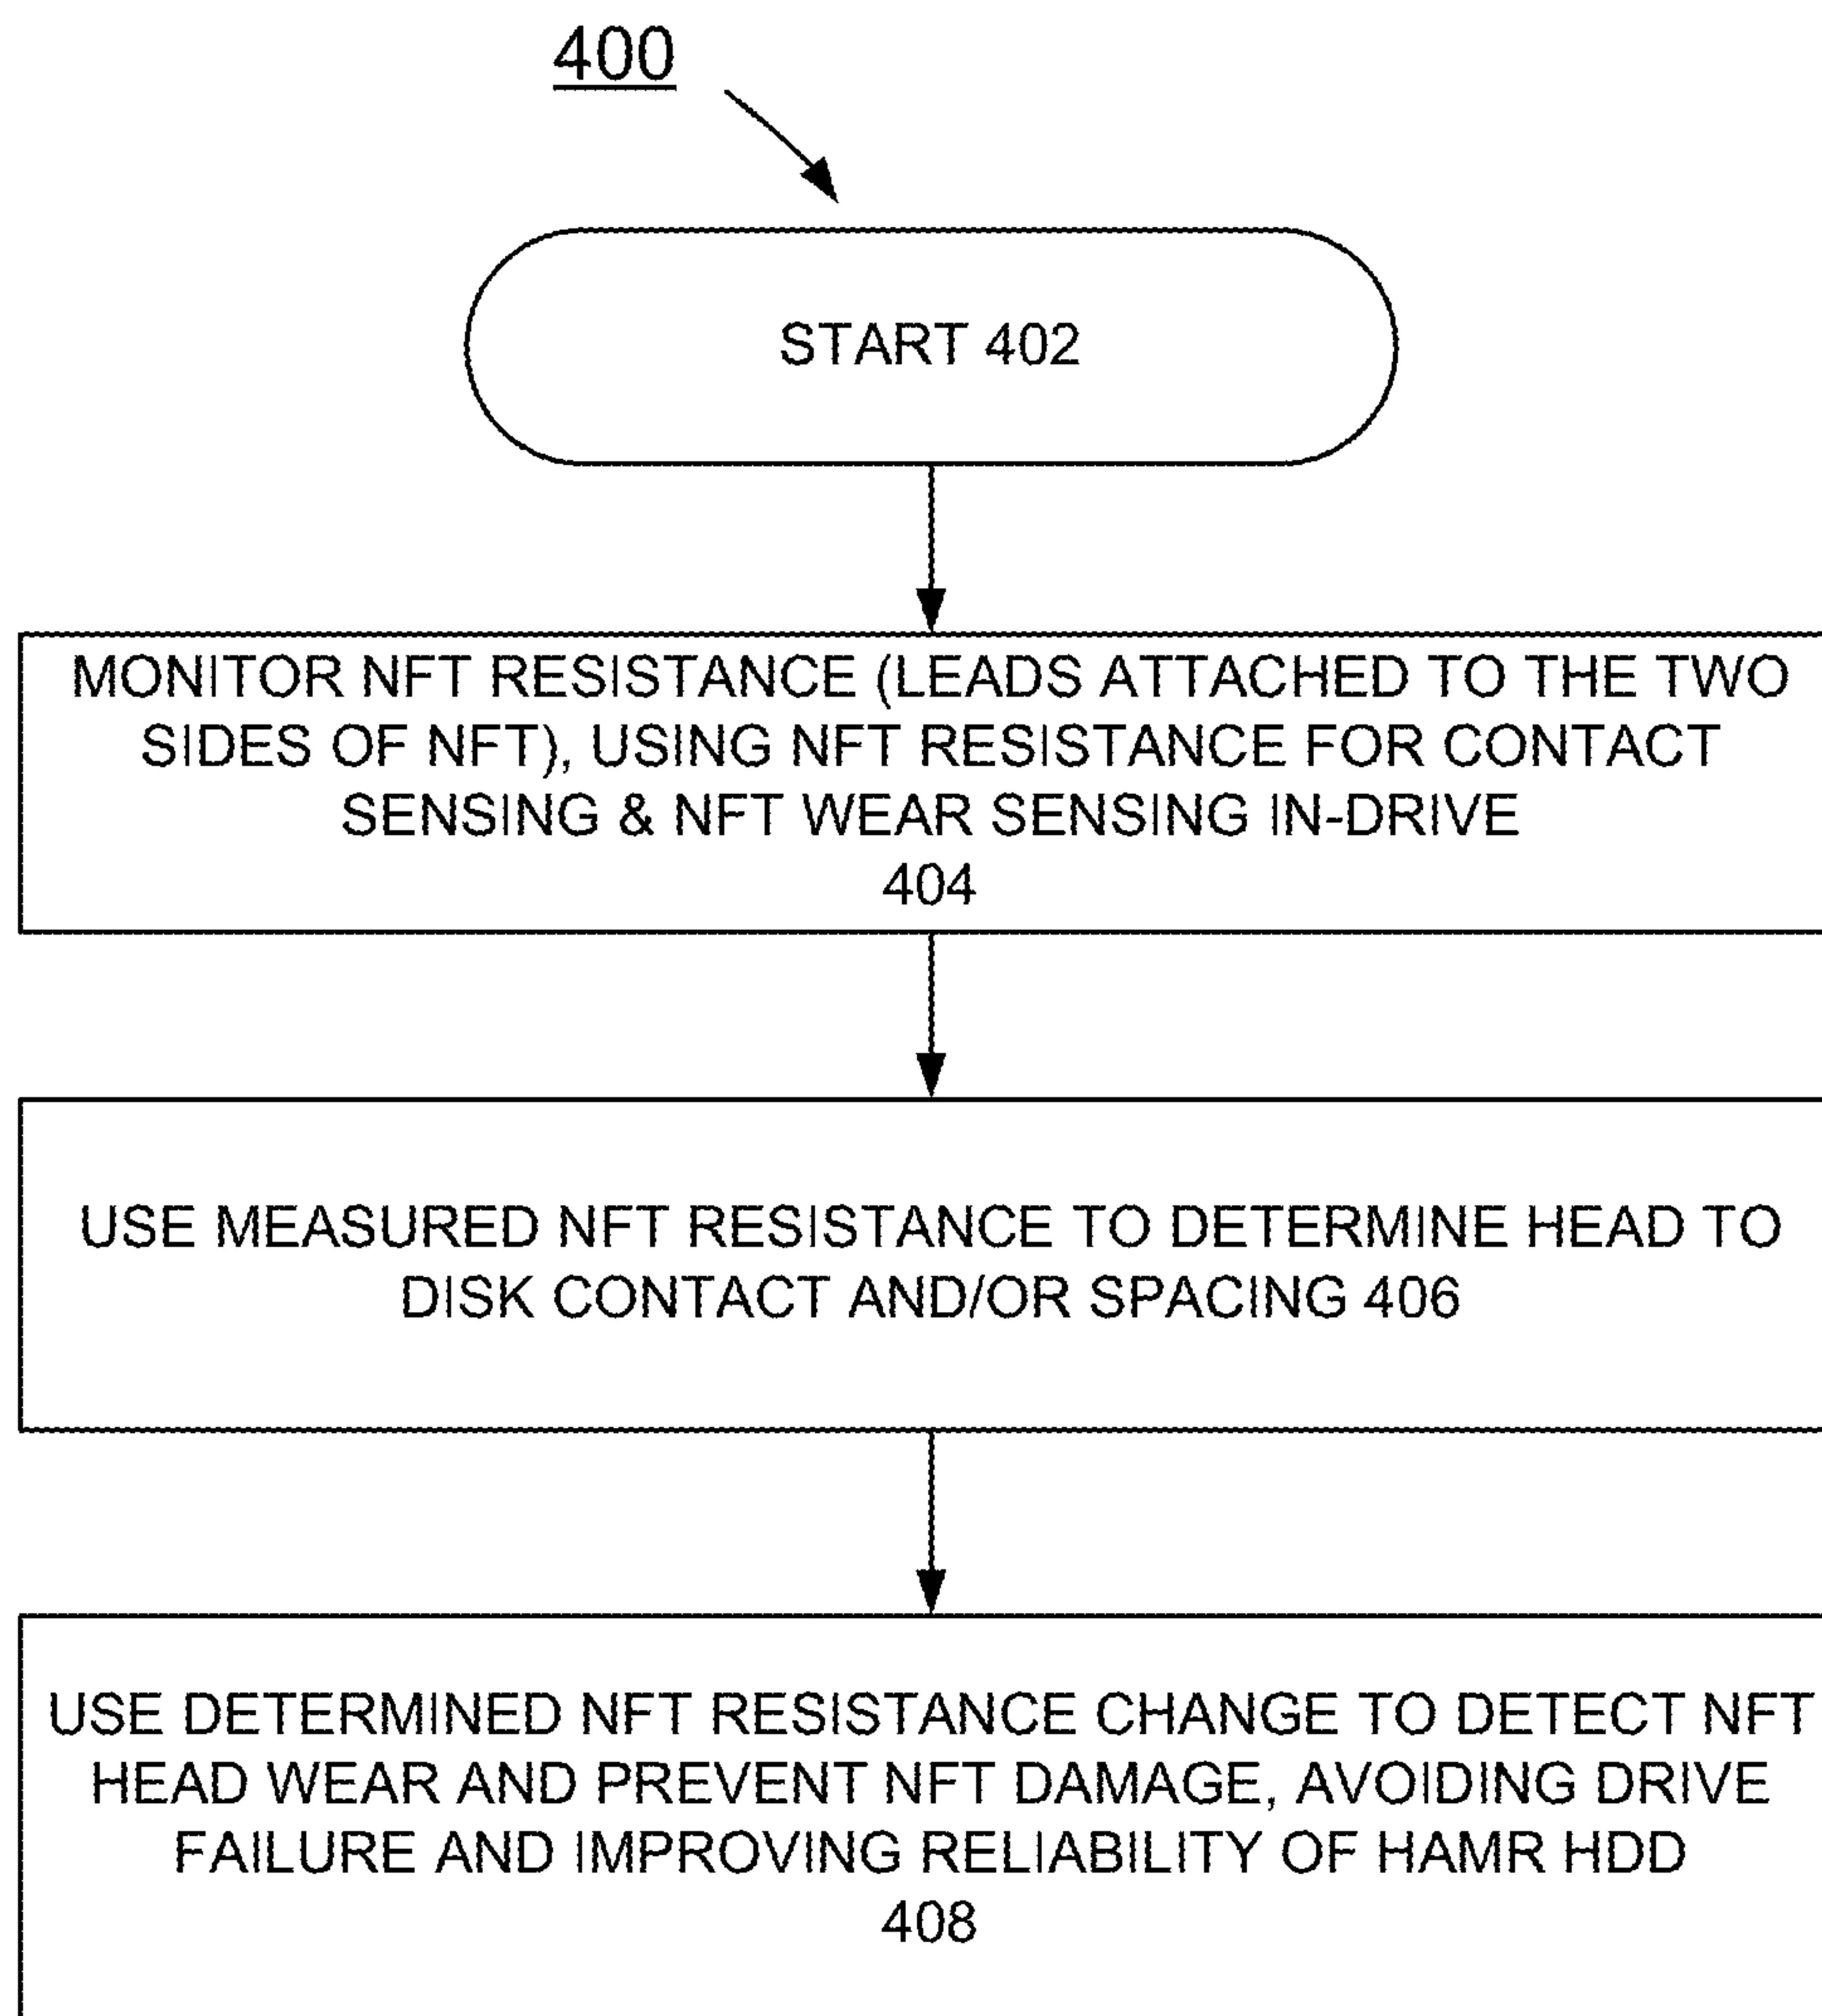 400
START 402
MONITOR NFT RESISTANCE (LEADS ATTACHED TO THE TWO
SIDES OF NFT), USING NFT RESISTANCE FOR CONTACT
SENSING & NFT WEAR SENSING IN-DRIVE
404
USE MEASURED NFT RESISTANCE TO DETERMINE HEAD TO
DISK CONTACT AND/OR SPACING 406
USE DETERMINED NFT RESISTANCE CHANGE TO DETECT NFT
HEAD WEAR AND PREVENT NFT DAMAGE, AVOIDING DRIVE
FAILURE AND IMPROVING RELIABILITY OF HAMR HDD
408